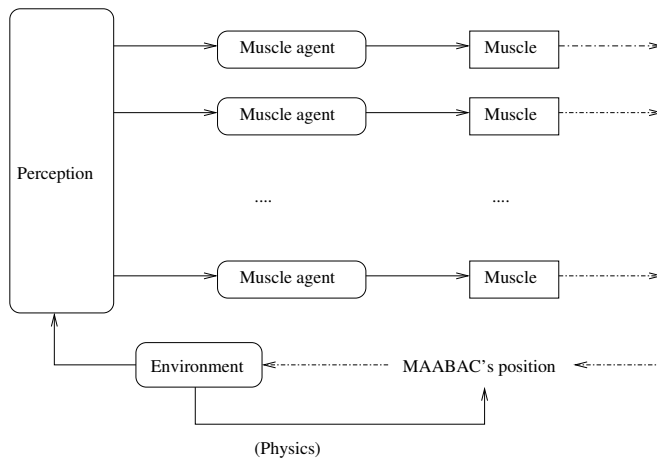 Muscle agent
Muscle
Muscle agent
Muscle
Perception
....
....
Muscle agent
Muscle
Environment
MAABAC's position
(Physics)